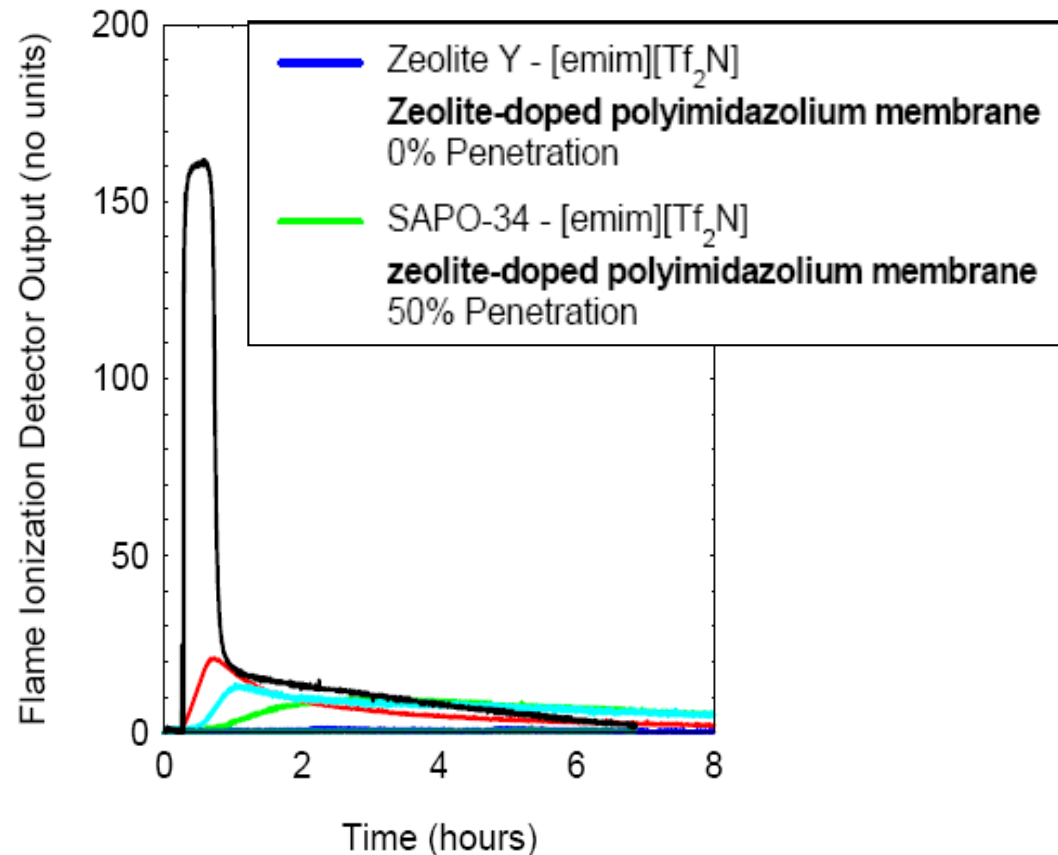 200
150
100
50
0
0 2 4 6 8
Flame Ionization Detector Output (no units)
Time (hours)
Zeolite Y - [emim][Tf₂N]
Zeolite-doped polyimidazolium membrane
0% Penetration
SAPO-34 - [emim][Tf₂N]
zeolite-doped polyimidazolium membrane
50% Penetration